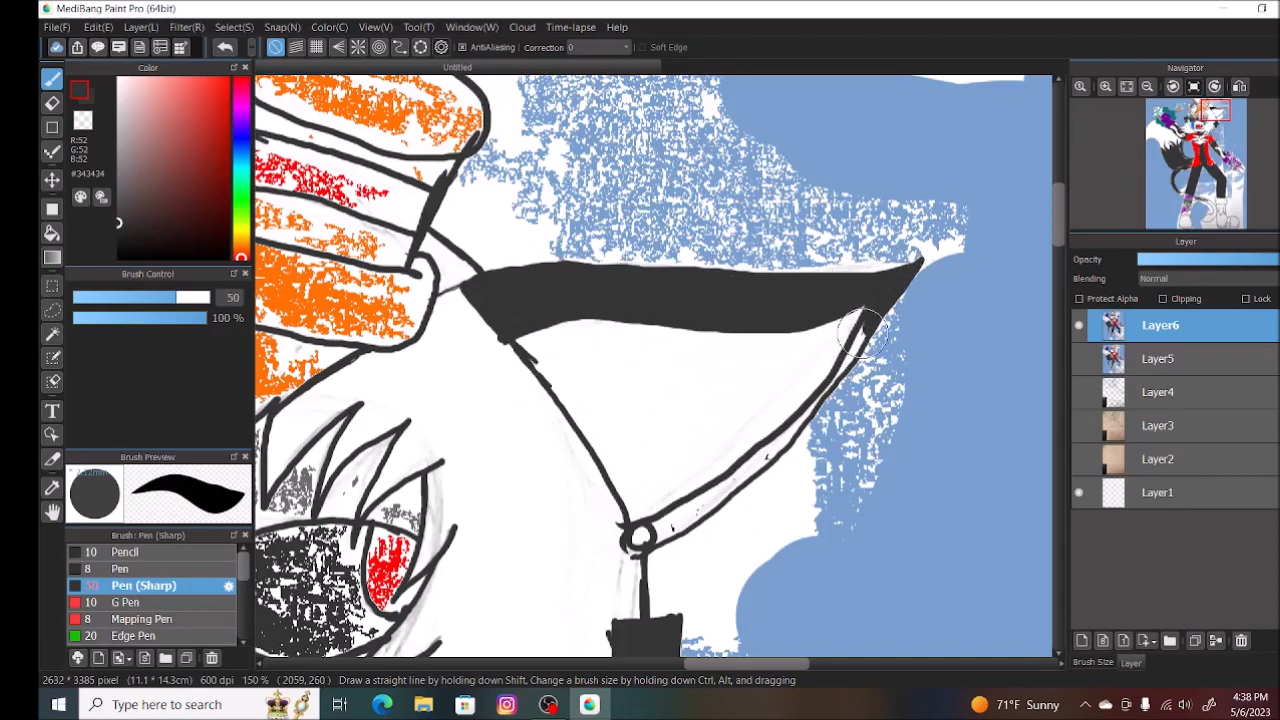 MediBang Paint Pro (64bit)
File(F) Edit(E) Layer(L) Filter(R) Select(S) Snap(N) Color(C) View(V) Tool(T) Window(W) Cloud Time-lapse Help
AntiAliasing Correction 0 Soft Edge
Color
Untitled
Navigator
R:52
G:52
B:52
#343434
Layer
Opacity
Blending Normal
Protect Alpha Clipping Lock
Brush Control
50
100 %
Layer6
Layer5
Layer4
Layer3
Layer2
Layer1
Brush Preview
Brush: Pen (Sharp)
10 Pencil
8 Pen
50 Pen (Sharp)
10 G Pen
8 Mapping Pen
20 Edge Pen
Brush Size Layer
2632 * 3385 pixel (11.1 * 14.3cm) 600 dpi 150 % (2059, 260) Draw a straight line by holding down Shift, Change a brush size by holding down Ctrl, Alt, and dragging
Type here to search
71°F Sunny
4:38 PM
5/6/2023